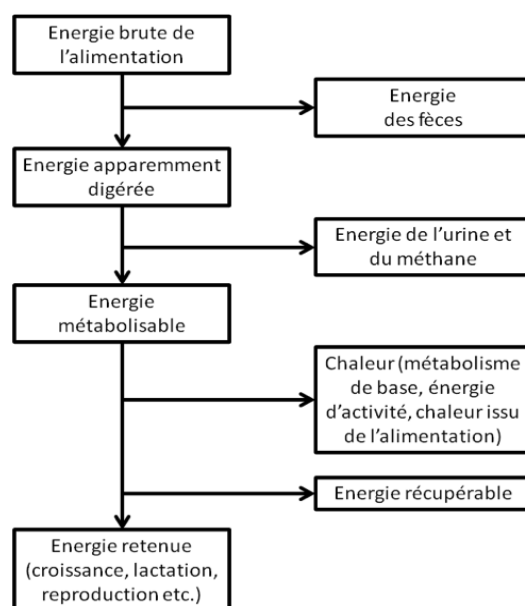 Energie brute de
l'alimentation
Energie
des fèces
Energie apparemment
digérée
Energie de l'urine et
du méthane
Energie
métabolisable
Chaleur (métabolisme
de base, énergie
d'activité, chaleur issu
de l'alimentation)
Energie récupérable
Energie retenue
(croissance, lactation,
reproduction etc.)